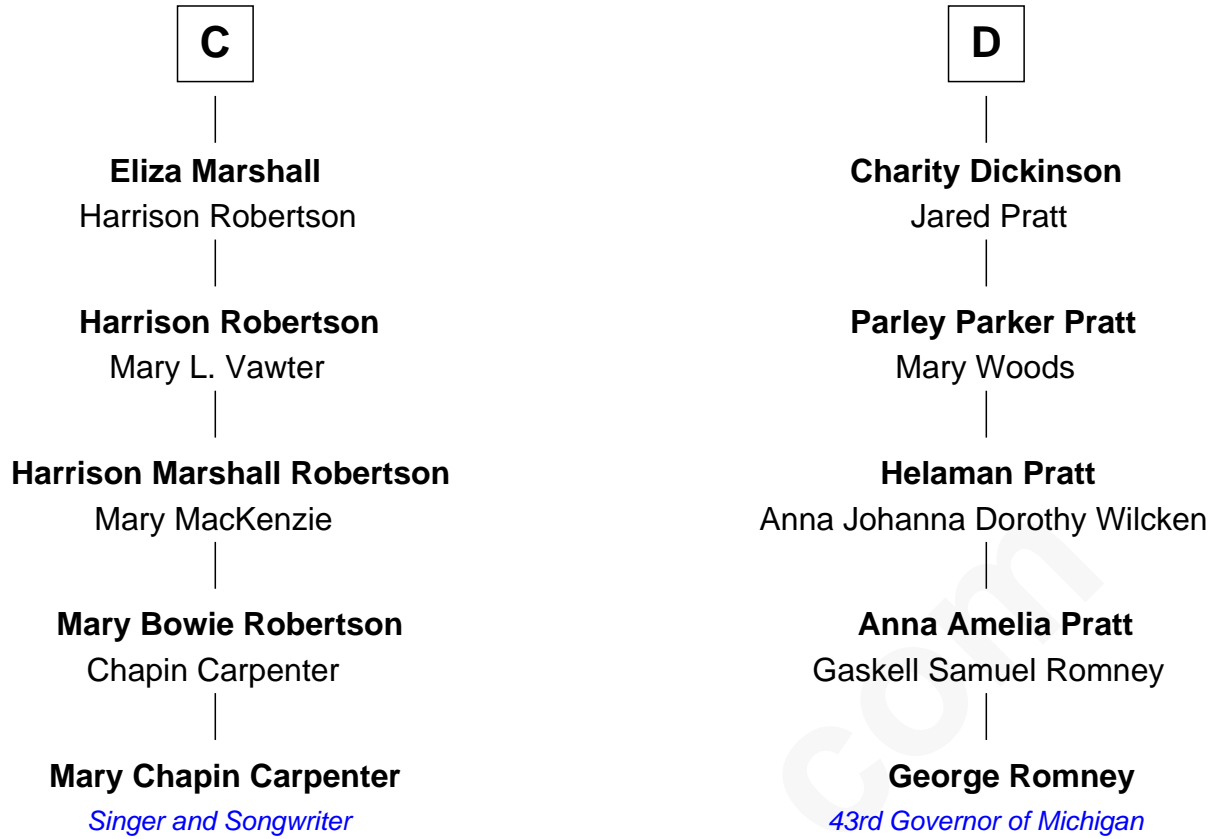 C
Eliza Marshall
Harrison Robertson
Harrison Robertson
Mary L. Vawter
Harrison Marshall Robertson
Mary MacKenzie
Mary Bowie Robertson
Chapin Carpenter
Mary Chapin Carpenter
Singer and Songwriter
D
Charity Dickinson
Jared Pratt
Parley Parker Pratt
Mary Woods
Helaman Pratt
Anna Johanna Dorothy Wilcken
Anna Amelia Pratt
Gaskell Samuel Romney
George Romney
43rd Governor of Michigan
com